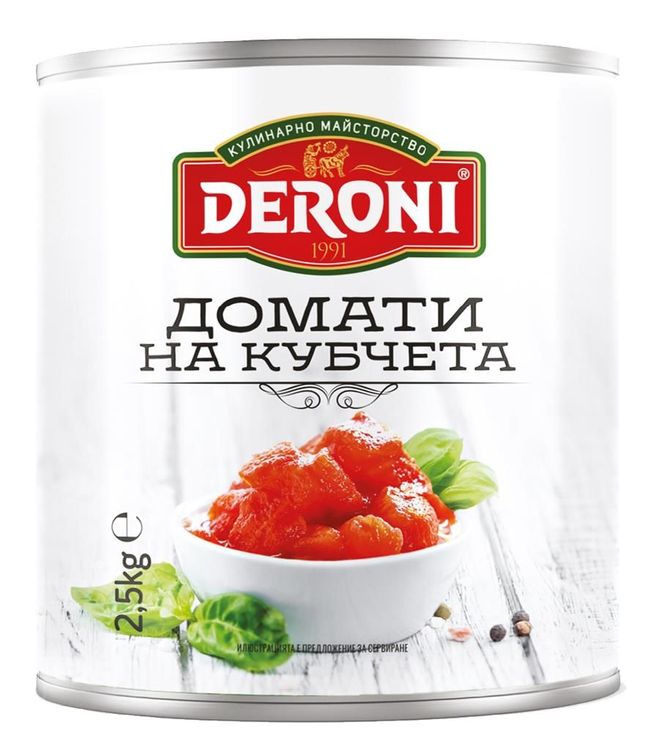 КУЛИНАРНО МАЙСТОРСТВО
DERONI®
1991
ДОМАТИ
НА КУБЧЕТА
2,5kg ℮
ИЛЮСТРАЦИЯТА Е ПРЕДЛОЖЕНИЕ ЗА СЕРВИРАНЕ